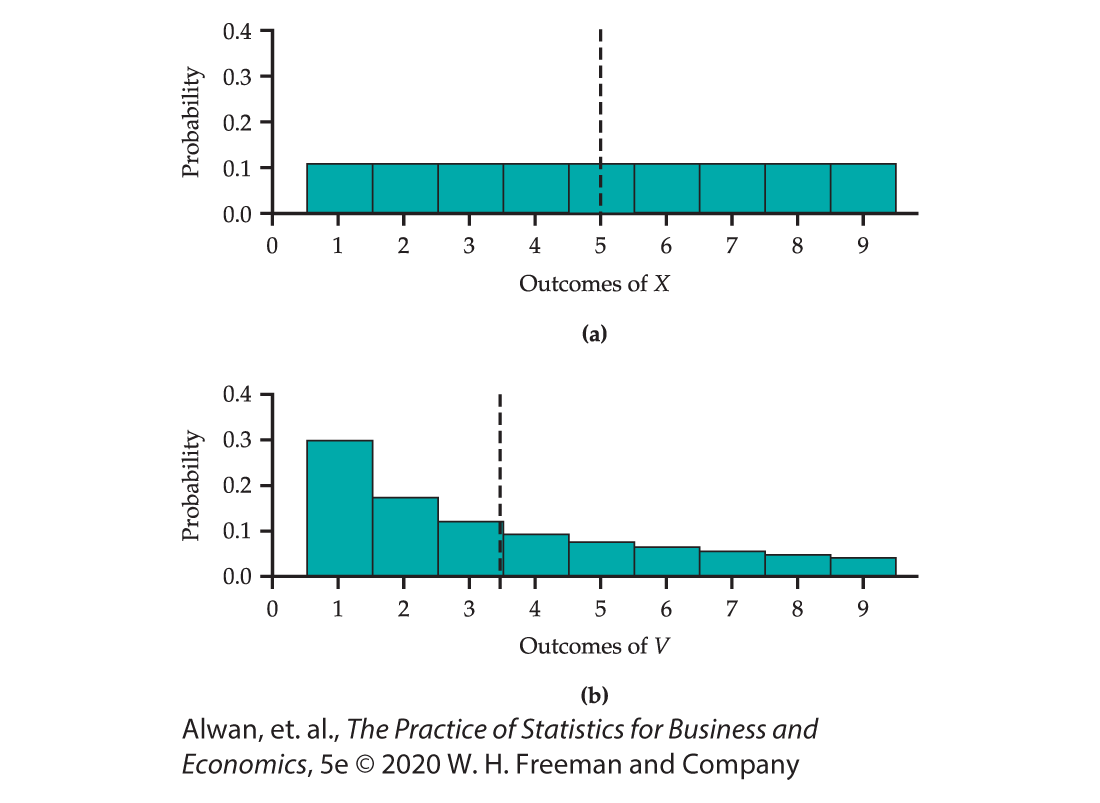 0.4
0.3
0.2
0.1
0.0
Probability
0 1 2 3 4 5 6 7 8 9
Outcomes of X
(a)
0.4
0.3
0.2
0.1
0.0
Probability
0 1 2 3 4 5 6 7 8 9
Outcomes of V
(b)
Alwan, et. al., The Practice of Statistics for Business and
Economics, 5e © 2020 W. H. Freeman and Company